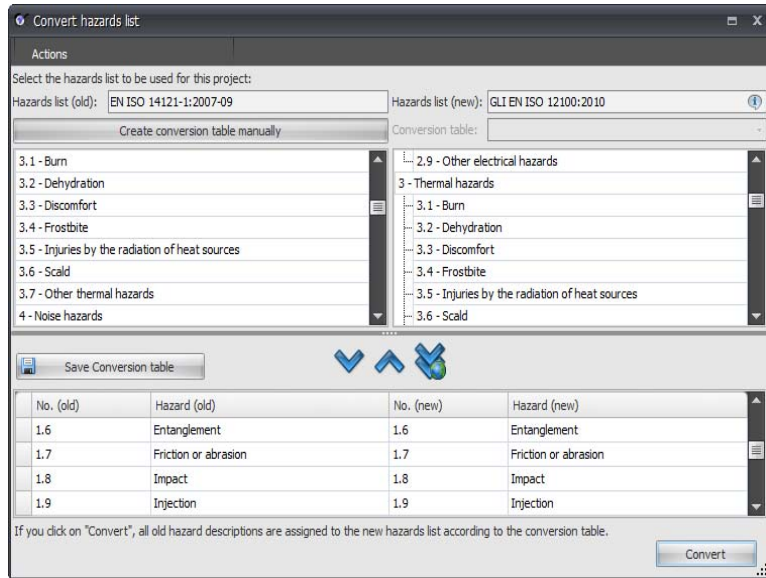 Convert hazards list
Actions
Select the hazards list to be used for this project:
Hazards list (old): EN ISO 14121-1:2007-09 Hazards list (new): GLI EN ISO 12100:2010
Create conversion table manually Conversion table:
3.1 - Burn
3.2 - Dehydration
3.3 - Discomfort
3.4 - Frostbite
3.5 - Injuries by the radiation of heat sources
3.6 - Scald
3.7 - Other thermal hazards
4 - Noise hazards
2.9 - Other electrical hazards
3 - Thermal hazards
3.1 - Burn
3.2 - Dehydration
3.3 - Discomfort
3.4 - Frostbite
3.5 - Injuries by the radiation of heat sources
3.6 - Scald
Save Conversion table
No. (old) Hazard (old) No. (new) Hazard (new)
1.6 Entanglement 1.6 Entanglement
1.7 Friction or abrasion 1.7 Friction or abrasion
1.8 Impact 1.8 Impact
1.9 Injection 1.9 Injection
If you click on "Convert", all old hazard descriptions are assigned to the new hazards list according to the conversion table.
Convert